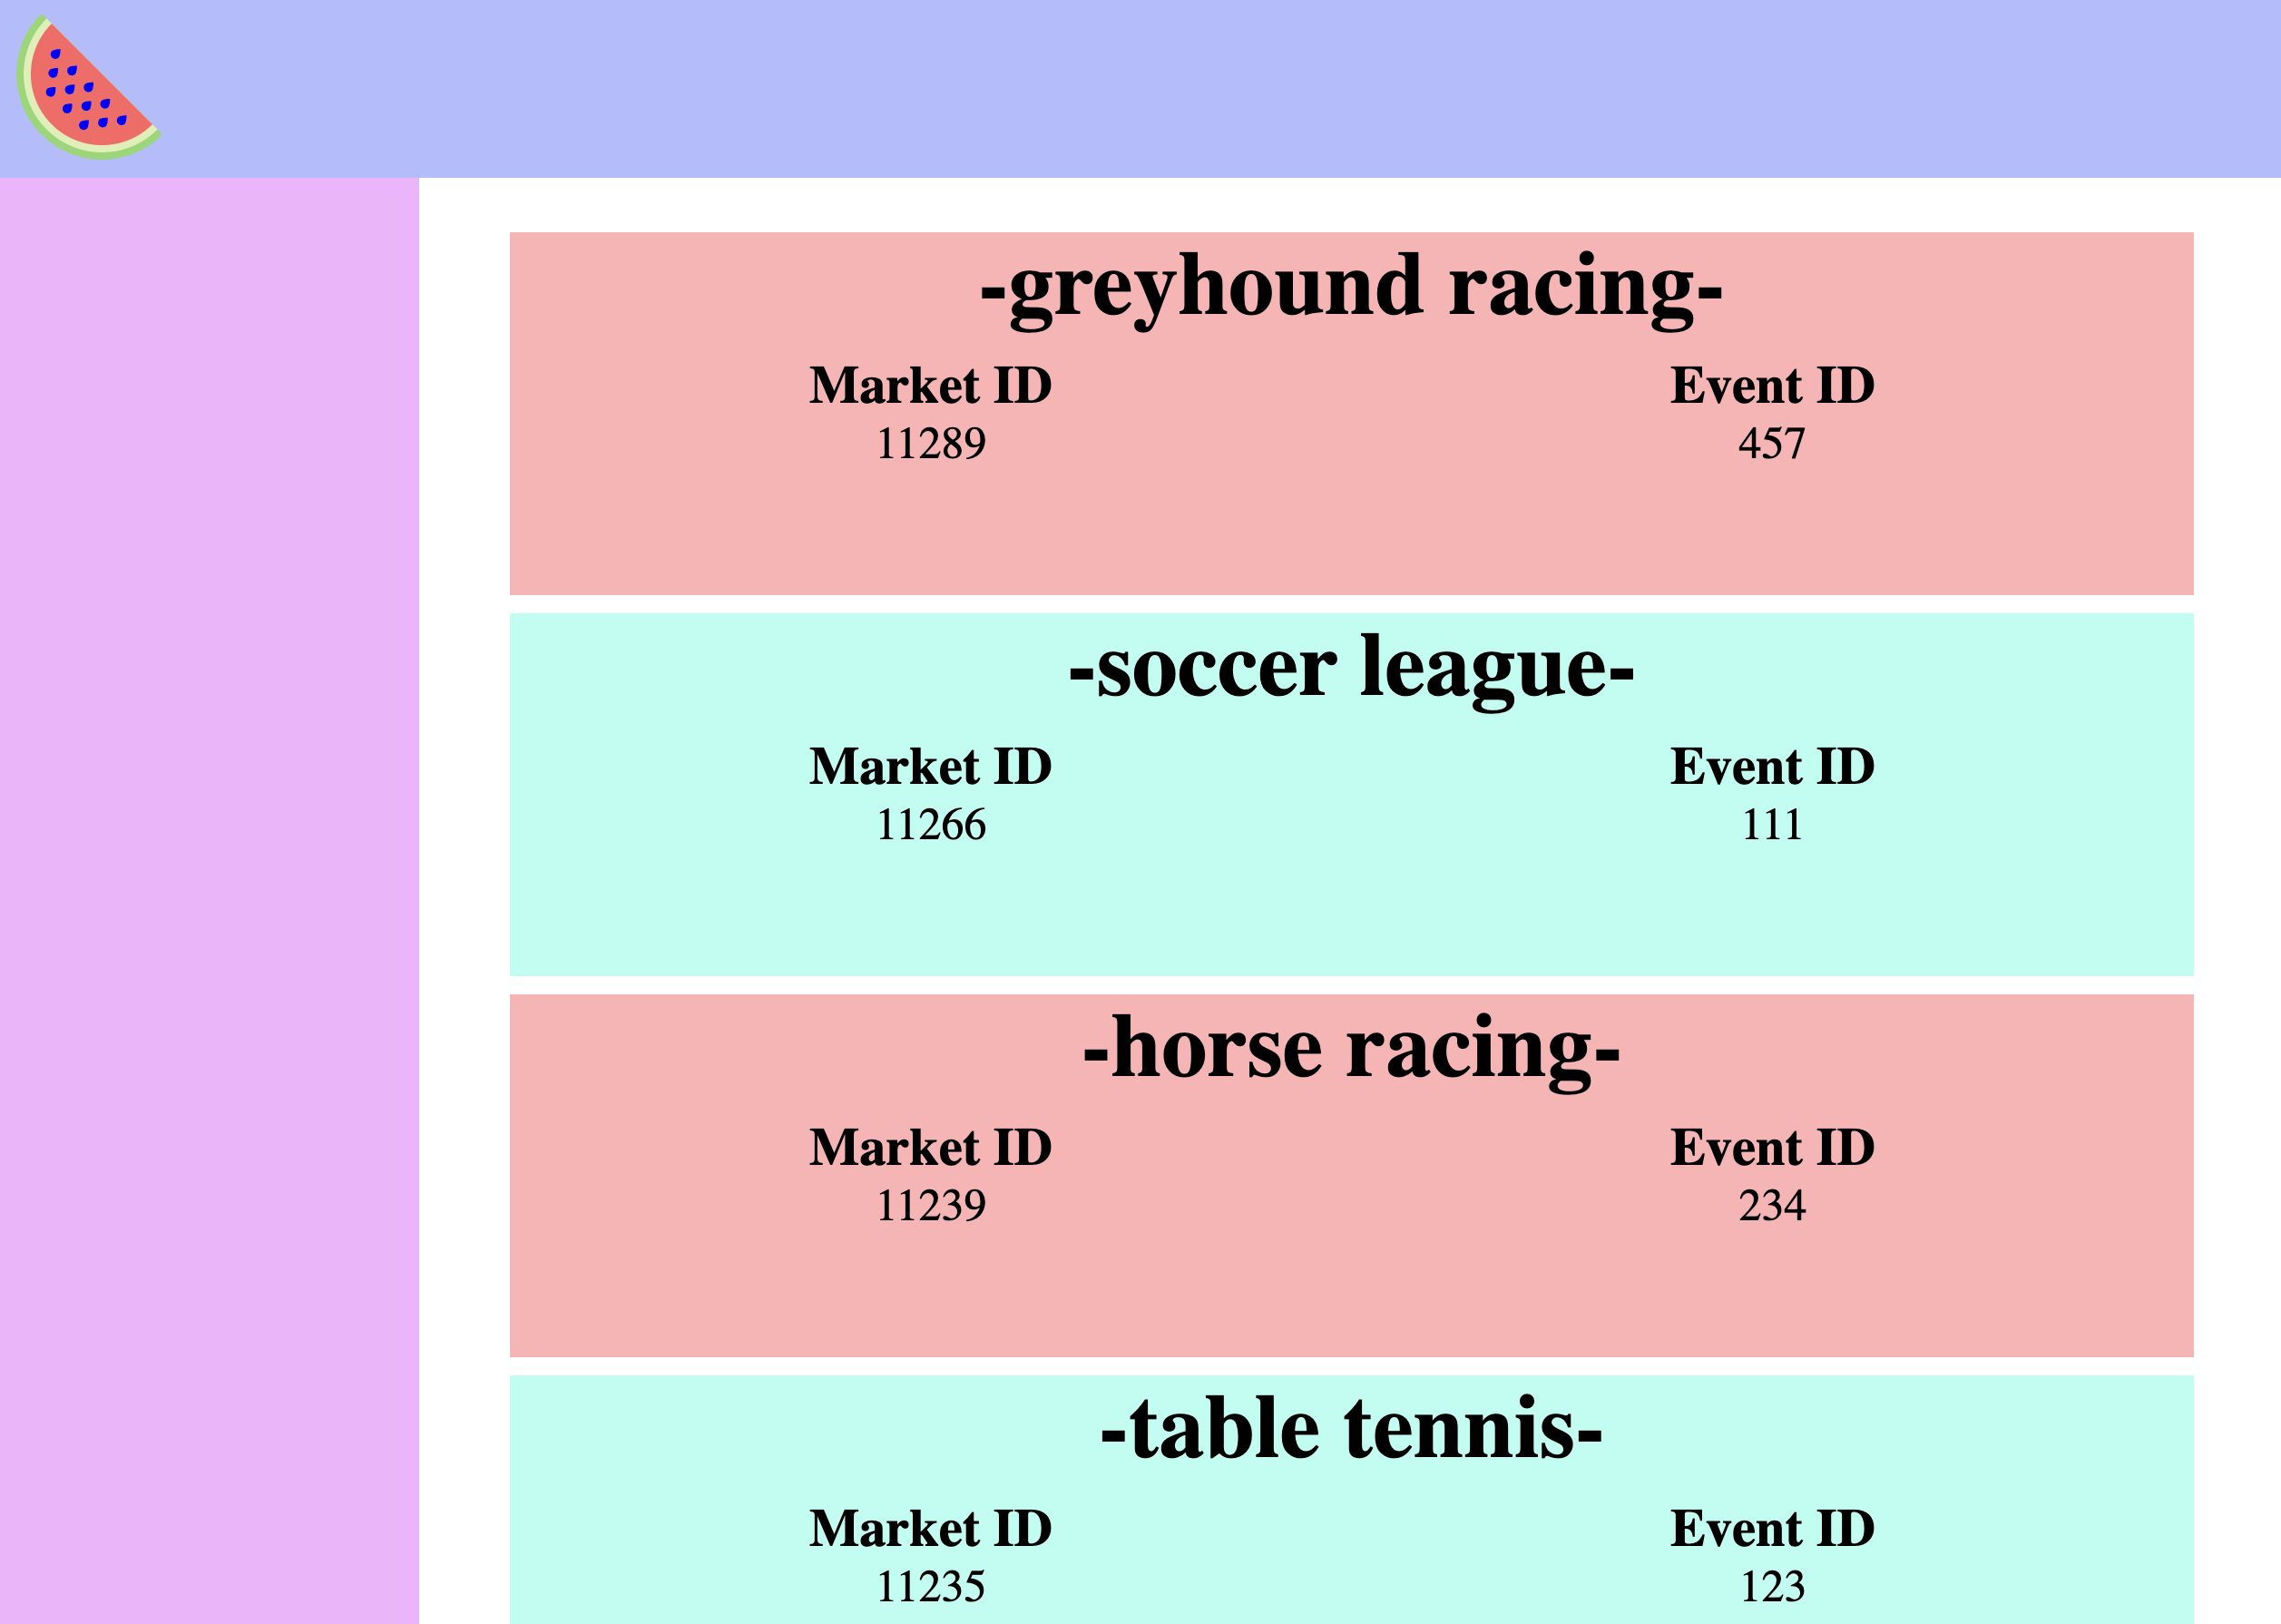 -greyhound racing-
Market ID Event ID
11289 457
-soccer league-
Market ID Event ID
11266 111
-horse racing-
Market ID Event ID
11239 234
-table tennis-
Market ID Event ID
11235 123